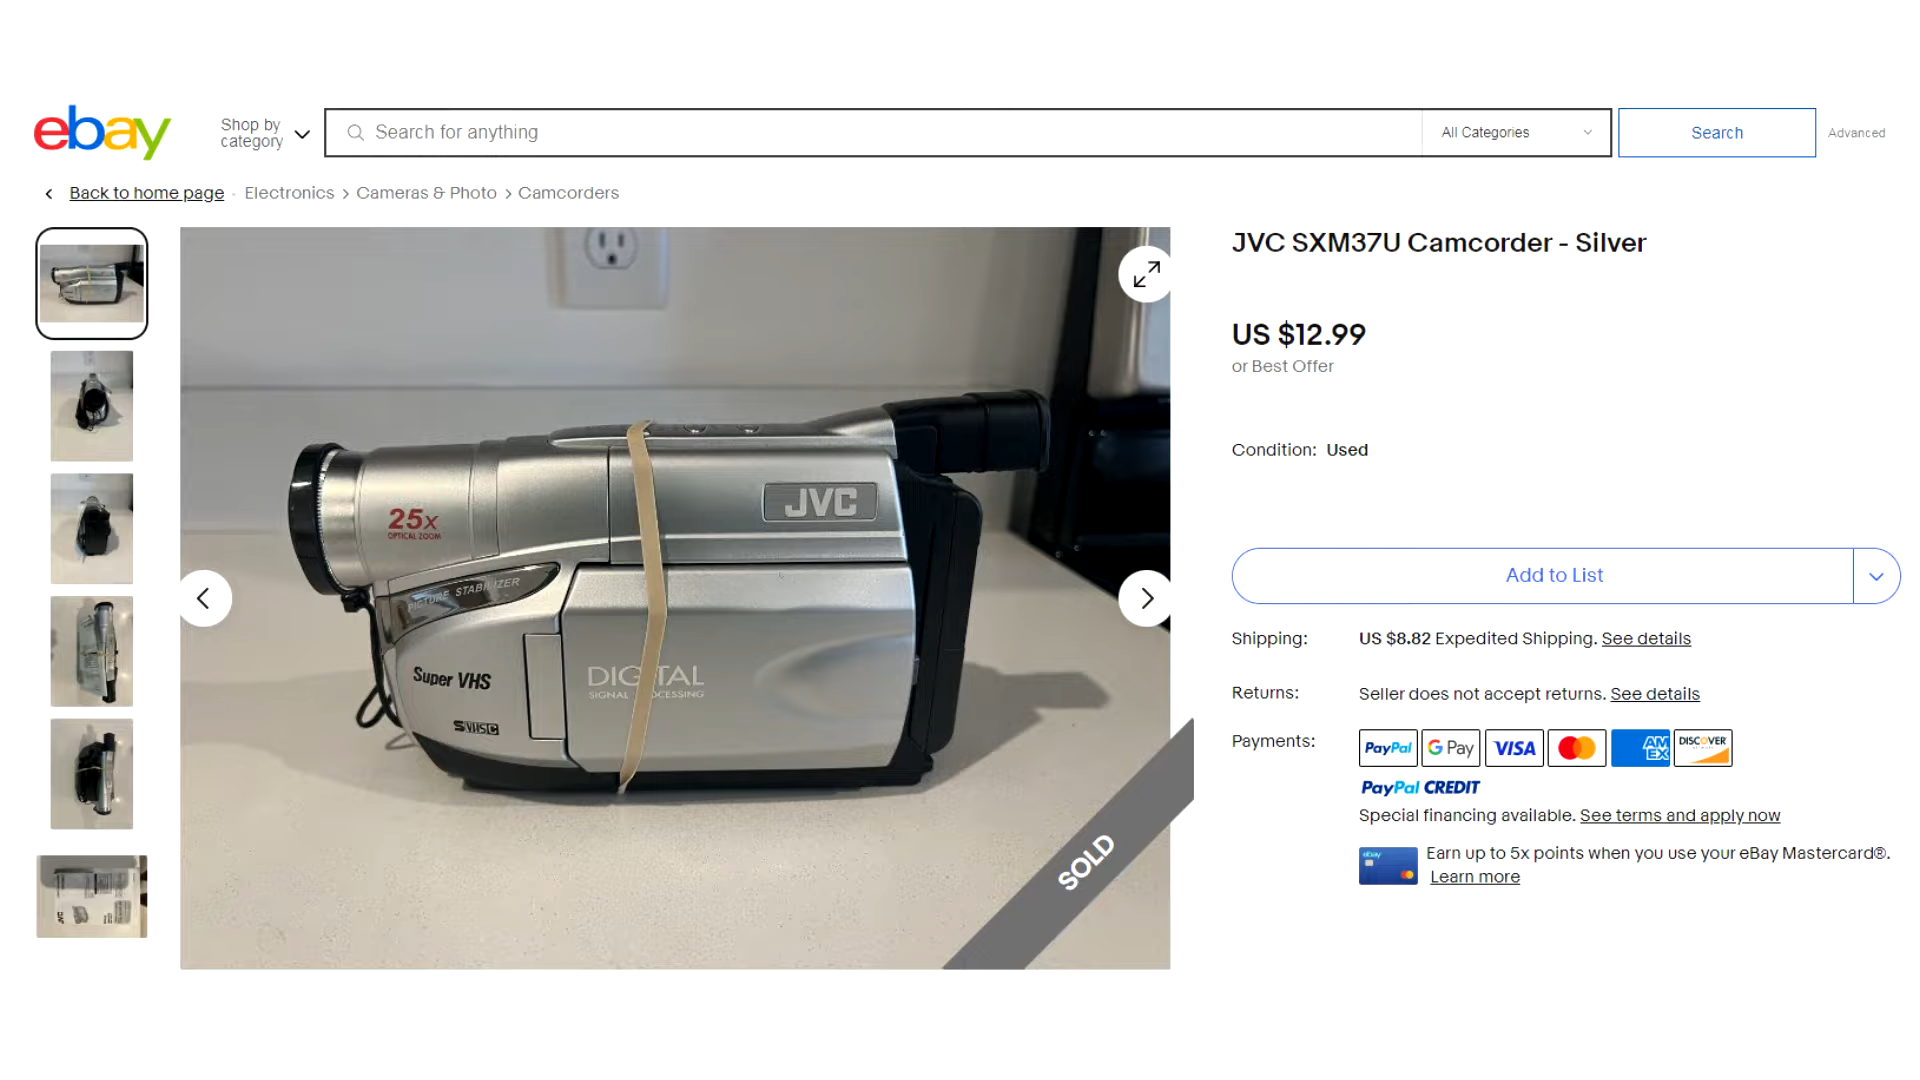 ebay
Shop by
category
Search for anything
All Categories
Search
Advanced
Back to home page
Electronics > Cameras & Photo > Camcorders
JVC SXM37U Camcorder - Silver
US $12.99
or Best Offer
Condition: Used
Add to List
Shipping: US $8.82 Expedited Shipping. See details
Returns: Seller does not accept returns. See details
Payments: PayPal G Pay VISA AM EX DISCOVER
PayPal CREDIT
Special financing available. See terms and apply now
ebay
Earn up to 5x points when you use your eBay Mastercard®.
Learn more
JVC
25x
OPTICAL ZOOM
PICTURE STABILIZER
Super VHS
SVHSC
DIGITAL
SIGNAL
SOLD
JVC